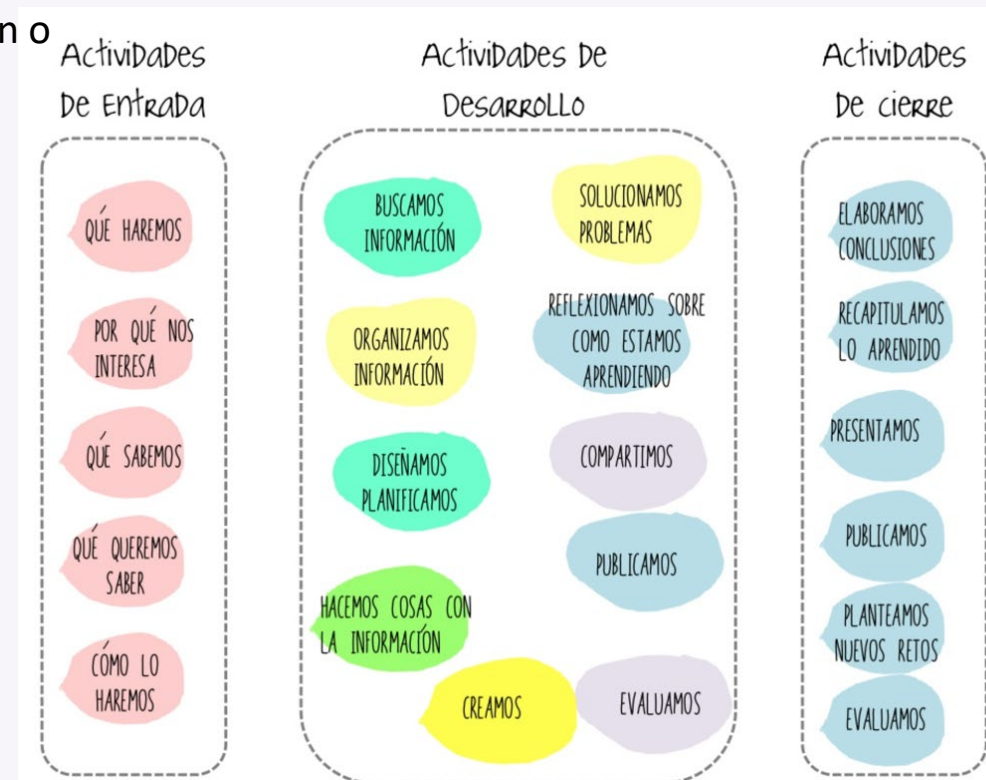 n o
Actividades
de Entrada
Qué haremos
Por qué nos
interesa
Qué sabemos
Qué queremos
saber
Cómo lo
haremos
Actividades de
Desarrollo
Buscamos
información
Organizamos
información
Diseñamos
planificamos
Hacemos cosas con
la información
Creamos
Solucionamos
problemas
Reflexionamos sobre
como estamos
aprendiendo
Compartimos
Publicamos
Evaluamos
Actividades
de cierre
Elaboramos
conclusiones
Recapitulamos
lo aprendido
Presentamos
Publicamos
Planteamos
nuevos retos
Evaluamos